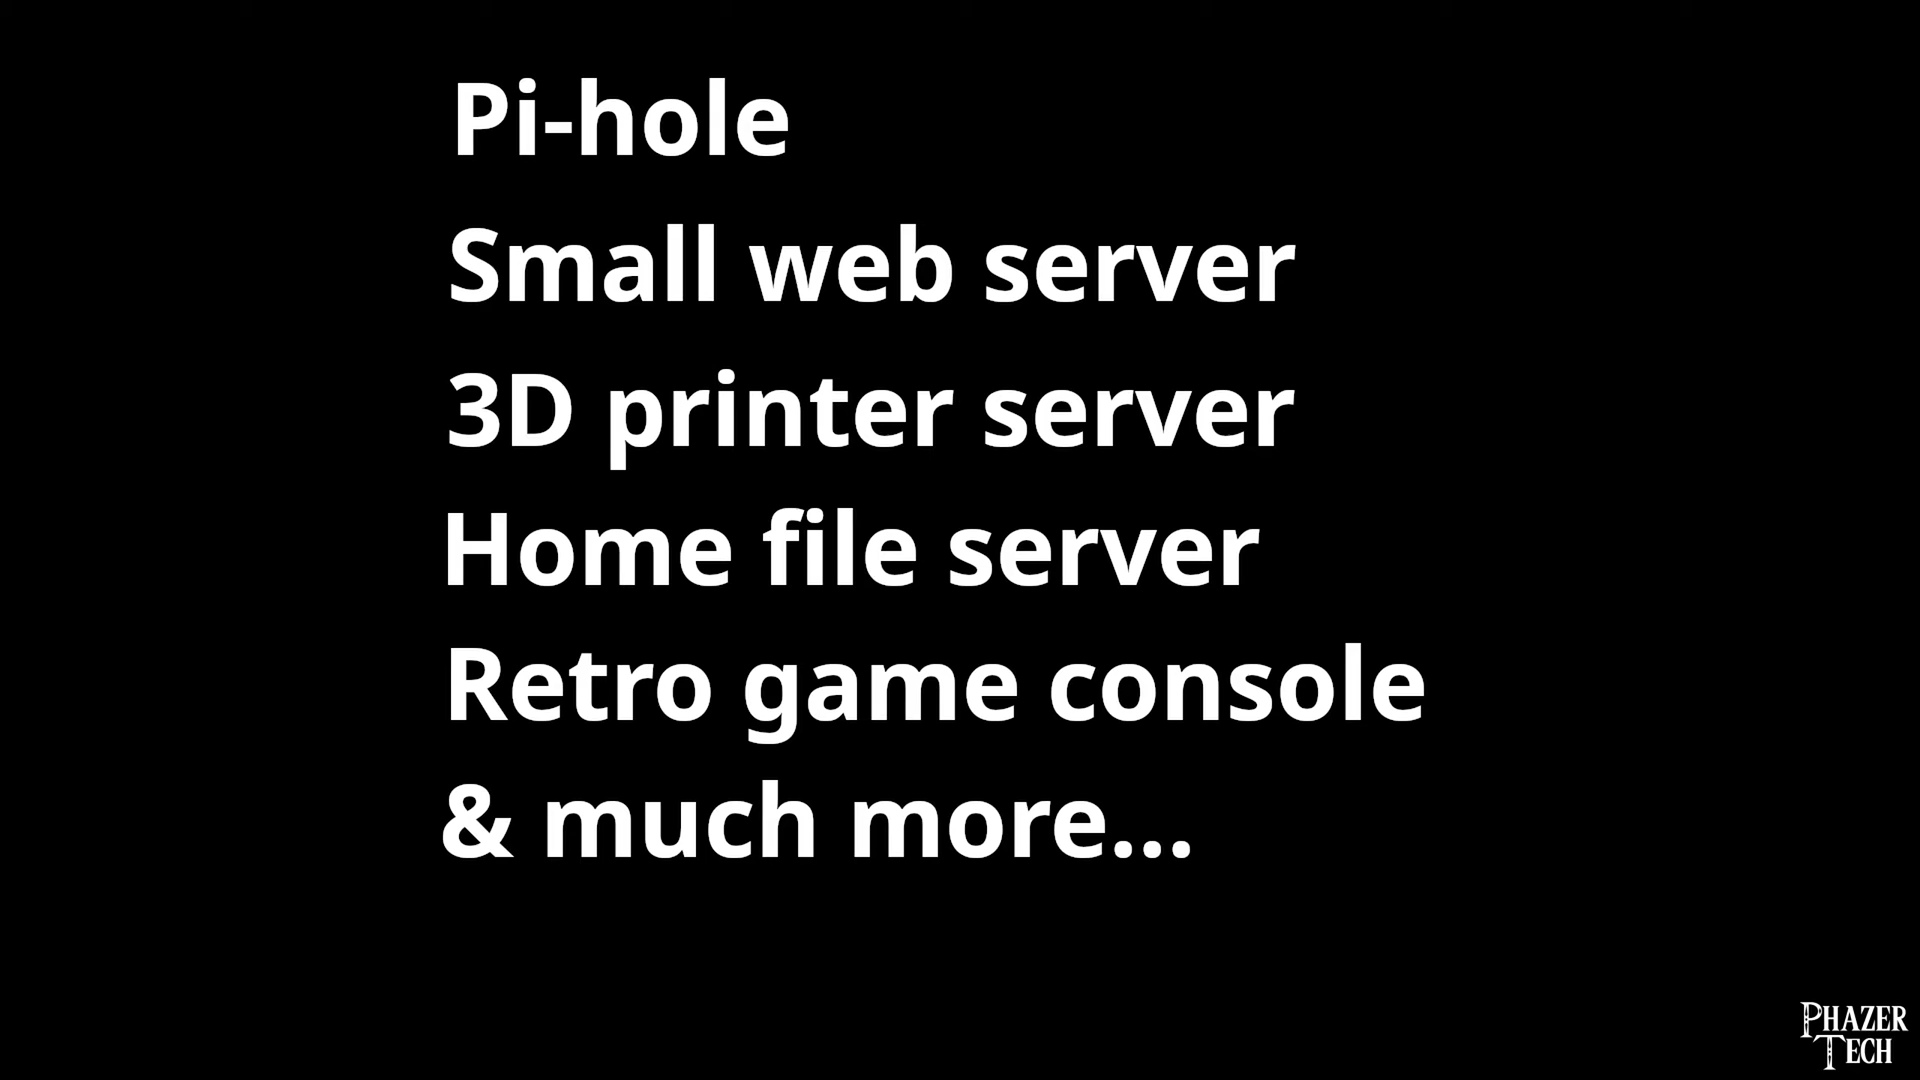 Pi-hole
Small web server
3D printer server
Home file server
Retro game console
& much more...
PHAZER
TECH